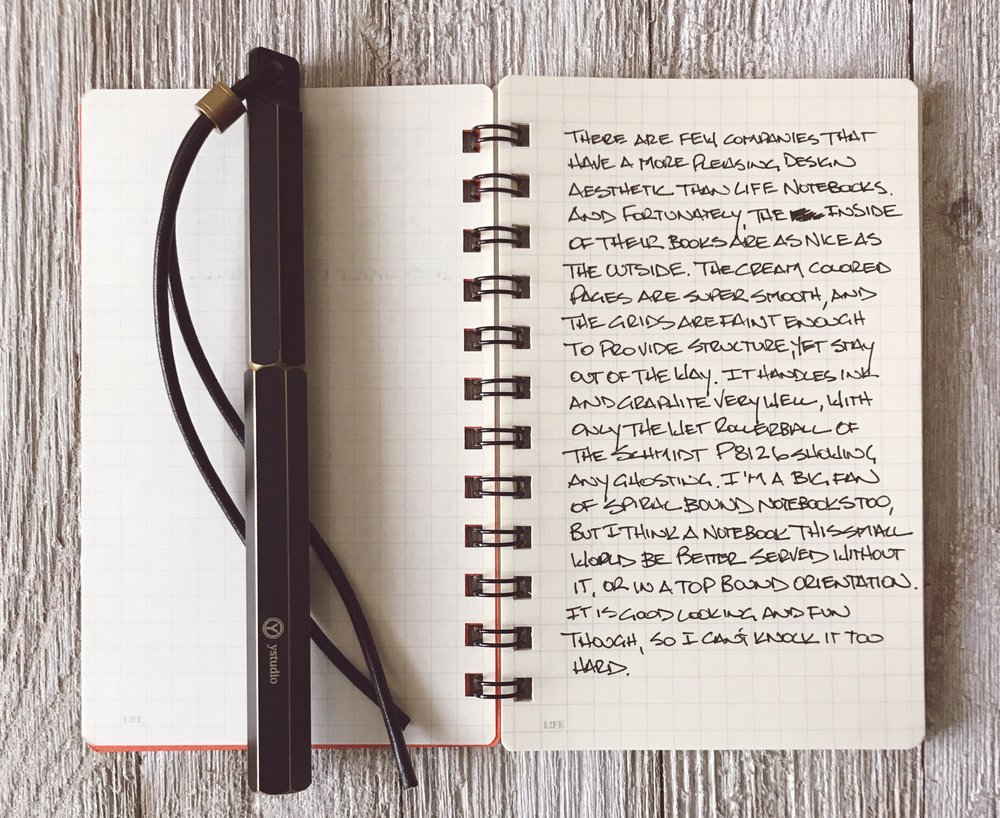 THERE ARE FEW COMPANIES THAT
HAVE A MORE PLEASING DESIGN
AESTHETIC THAN LIFE NOTEBOOKS.
AND FORTUNATELY, THE INSIDE
OF THEIR BOOKS ARE AS NICE AS
THE OUTSIDE. THE CREAM COLORED
PAGES ARE SUPER SMOOTH, AND
THE GRIDS ARE FAINT ENOUGH
TO PROVIDE STRUCTURE, YET STAY
OUT OF THE WAY. IT HANDLES INK
AND GRAPHITE VERY WELL, WITH
ONLY THE WET ROLLERBALL OF
THE SCHMIDT P8126 SHOWING
ANY GHOSTING. I'M A BIG FAN
OF SPIRAL BOUND NOTEBOOKS TOO,
BUT I THINK A NOTEBOOK THIS SMALL
WORLD BE BETTER SERVED WITHOUT
IT, OR IN A TOP BOUND ORIENTATION.
IT IS GOOD LOOKING AND FUN
THOUGH, SO I CAN'T KNOCK IT TOO
HARD.
ystudio
L!FE
L!FE